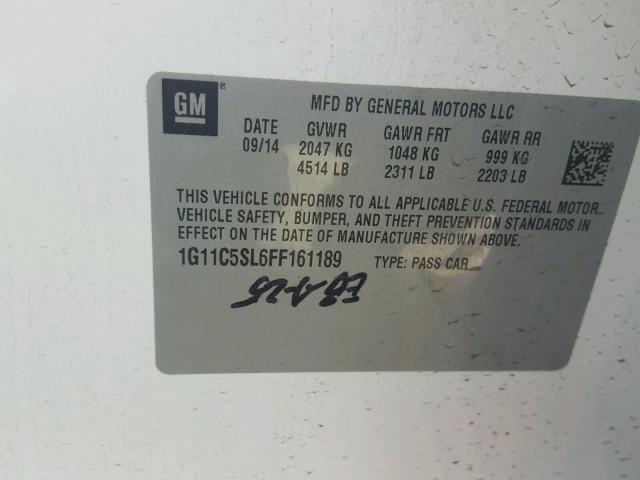 GM®
MFD BY GENERAL MOTORS LLC
DATE GVWR GAWR FRT GAWR RR
09/14 2047 KG 1048 KG 999 KG
4514 LB 2311 LB 2203 LB
THIS VEHICLE CONFORMS TO ALL APPLICABLE U.S. FEDERAL MOTOR
VEHICLE SAFETY, BUMPER, AND THEFT PREVENTION STANDARDS IN
EFFECT ON THE DATE OF MANUFACTURE SHOWN ABOVE.
1G11C5SL6FF161189 TYPE: PASS CAR